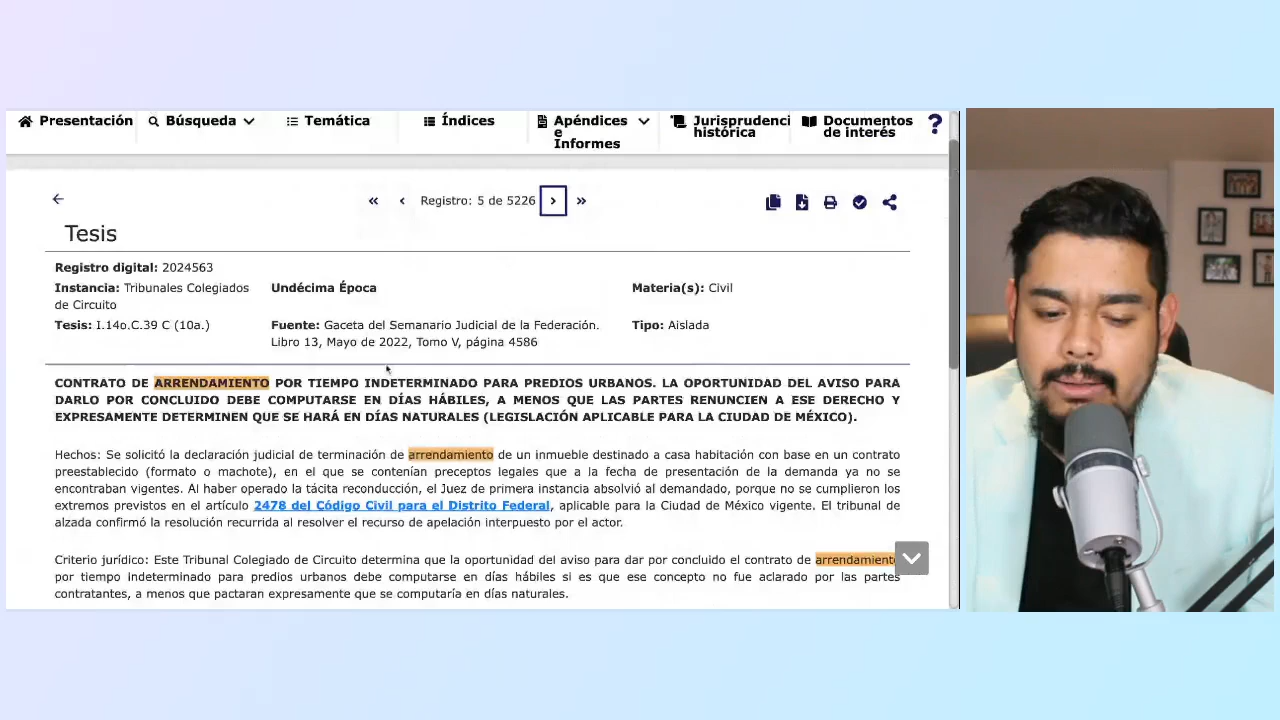 Presentación
Búsqueda
Temática
Índices
Apéndices
e
Informes
Jurisprudenci
histórica
Documentos
de interés
?
Registro: 5 de 5226
Tesis
Registro digital: 2024563
Instancia: Tribunales Colegiados
de Circuito
Undécima Época
Materia(s): Civil
Tesis: I.14o.C.39 C (10a.)
Fuente: Gaceta del Semanario Judicial de la Federación.
Libro 13, Mayo de 2022, Tomo V, página 4586
Tipo: Aislada
CONTRATO DE ARRENDAMIENTO POR TIEMPO INDETERMINADO PARA PREDIOS URBANOS. LA OPORTUNIDAD DEL AVISO PARA
DARLO POR CONCLUIDO DEBE COMPUTARSE EN DÍAS HÁBILES, A MENOS QUE LAS PARTES RENUNCIEN A ESE DERECHO Y
EXPRESAMENTE DETERMINEN QUE SE HARÁ EN DÍAS NATURALES (LEGISLACIÓN APLICABLE PARA LA CIUDAD DE MÉXICO).
Hechos: Se solicitó la declaración judicial de terminación de arrendamiento de un inmueble destinado a casa habitación con base en un contrato
preestablecido (formato o machote), en el que se contenían preceptos legales que a la fecha de presentación de la demanda ya no se
encontraban vigentes. Al haber operado la tácita reconducción, el Juez de primera instancia absolvió al demandado, porque no se cumplieron los
extremos previstos en el artículo 2478 del Código Civil para el Distrito Federal, aplicable para la Ciudad de México vigente. El tribunal de
alzada confirmó la resolución recurrida al resolver el recurso de apelación interpuesto por el actor.
Criterio jurídico: Este Tribunal Colegiado de Circuito determina que la oportunidad del aviso para dar por concluido el contrato de arrendamiento
por tiempo indeterminado para predios urbanos debe computarse en días hábiles si es que ese concepto no fue aclarado por las partes
contratantes, a menos que pactaran expresamente que se computaría en días naturales.